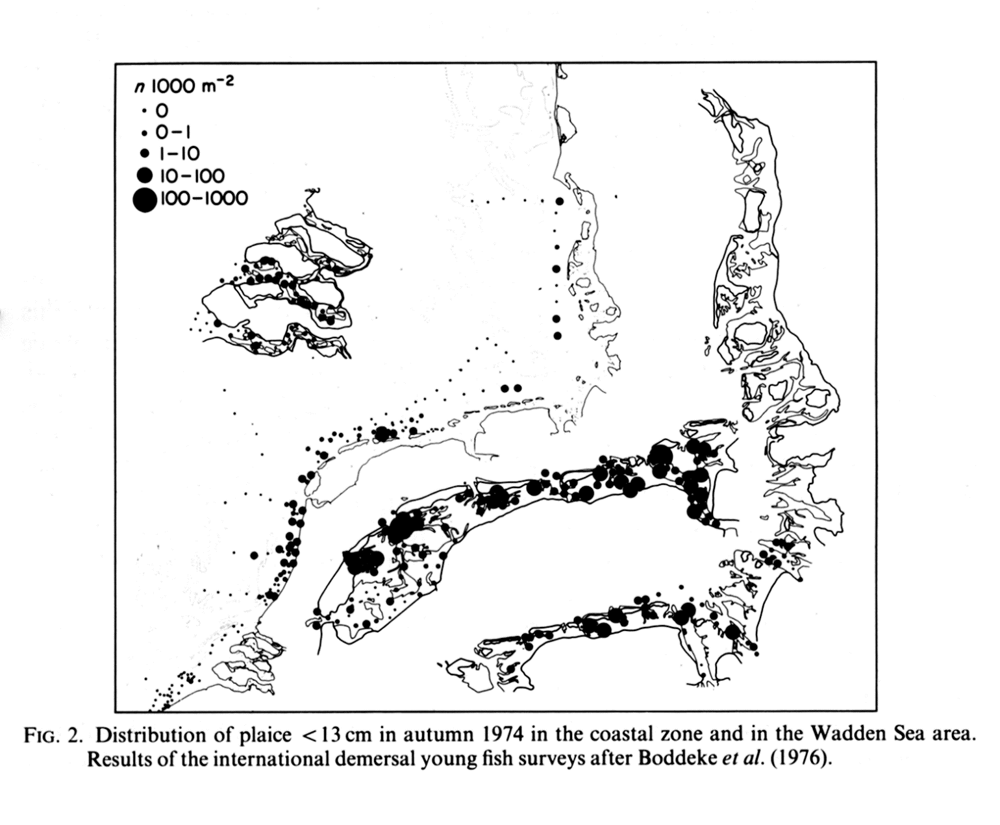 n 1000 m−2
0
0−1
1−10
10−100
100−1000
FIG. 2. Distribution of plaice <13 cm in autumn 1974 in the coastal zone and in the Wadden Sea area.
Results of the international demersal young fish surveys after Boddeke et al. (1976).